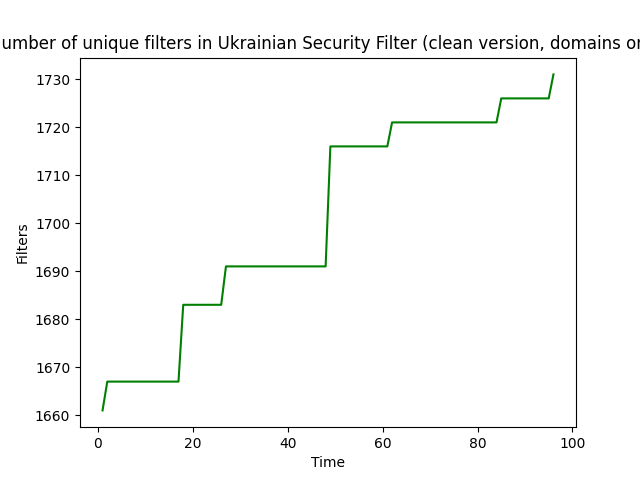 umber of unique filters in Ukrainian Security Filter (clean version, domains or
1730
1720
1710
1700
1690
1680
1670
1660
Filters
0 20 40 60 80 100
Time